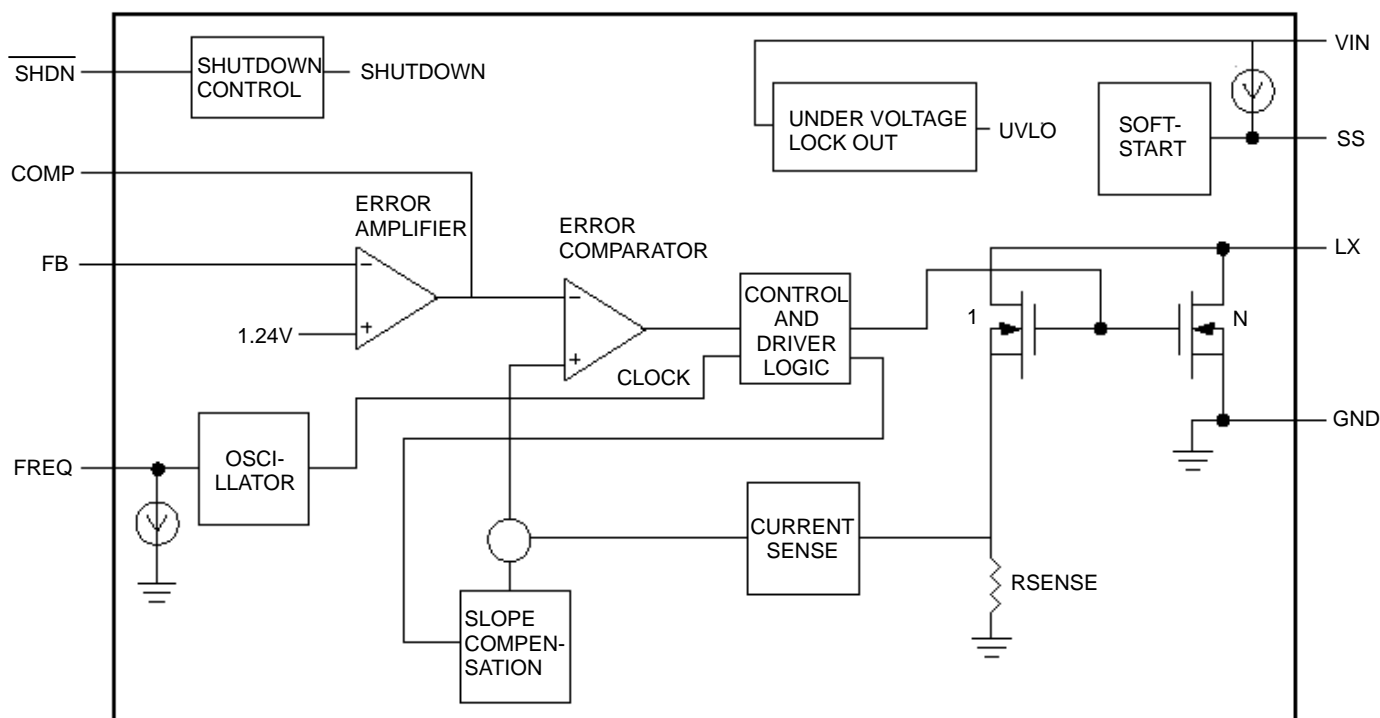 SHDN
SHUTDOWN
CONTROL
SHUTDOWN
VIN
UNDER VOLTAGE
LOCK OUT
UVLO
SOFT-
START
SS
COMP
ERROR
AMPLIFIER
ERROR
COMPARATOR
FB
1.24V
CONTROL
AND
DRIVER
LOGIC
CLOCK
1
N
LX
GND
FREQ
OSCI-
LLATOR
CURRENT
SENSE
RSENSE
SLOPE
COMPEN-
SATION